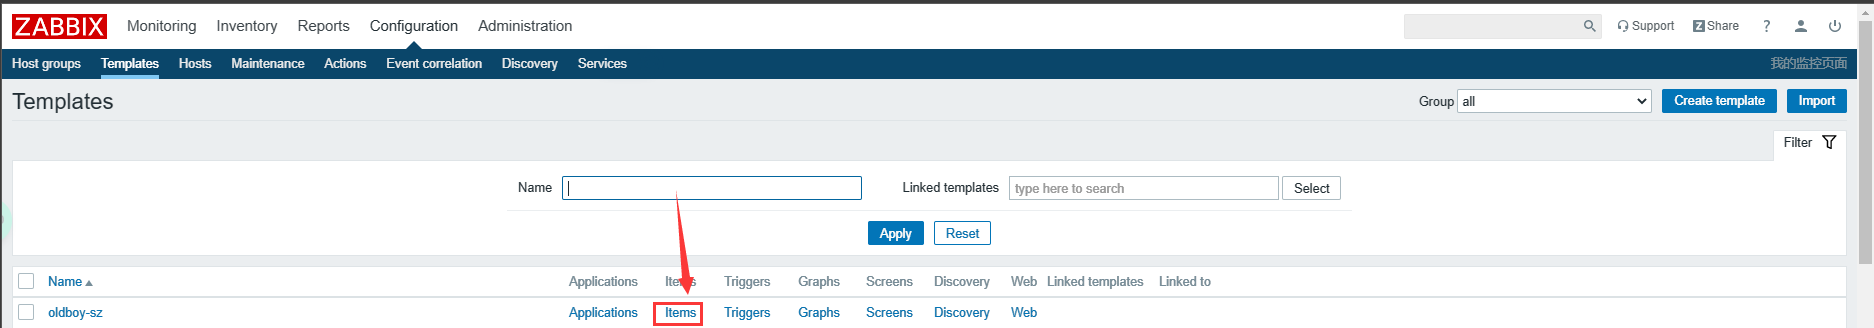 ZABBIX Monitoring Inventory Reports Configuration Administration Support Z Share ?
Host groups Templates Hosts Maintenance Actions Event correlation Discovery Services 我的监控页面
Templates Group all Create template Import
Filter
Name Linked templates type here to search Select
Apply Reset
Name Applications Items Triggers Graphs Screens Discovery Web Linked templates Linked to
oldboy-sz Applications Items Triggers Graphs Screens Discovery Web